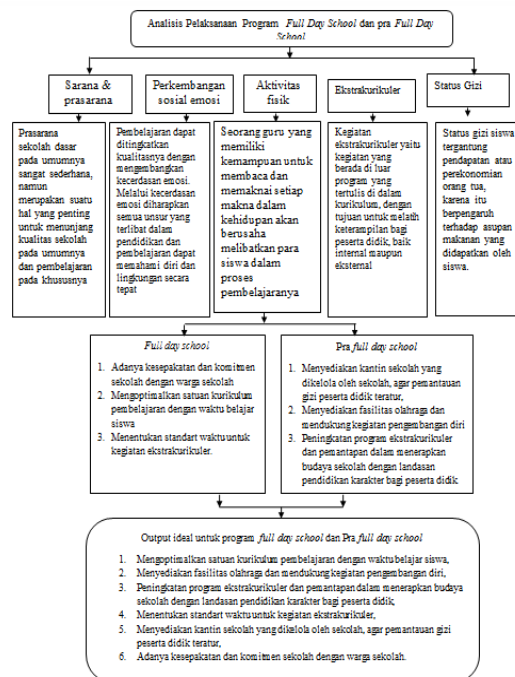 Analisis Pelaksanaan Program Full Day School dan pra Full Day
School
Sarana &
prasarana
Perkembangan
sosial emosi
Aktivitas
fisik
Ekstrakurikuler
Status Gizi
Prasarana
sekolah dasar
pada umumnya
sangat sederhana,
namun
merupakan suatu
hal yang penting
untuk menunjang
kualitas sekolah
pada umumnya
dan pembelajaran
pada khususnya
Pembelajaran dapat
ditingkatkan
kualitasnya dengan
mengembangkan
kecerdasan emosi.
Melalui kecerdasan
emosi diharapkan
semua unsur yang
terlibat dalam
pendidikan dan
pembelajaran dapat
memahami diri dan
lingkungan secara
tepat
Seorang guru yang
memiliki
kemampuan untuk
membaca dan
memaknai setiap
makna dalam
kehidupan akan
berusaha
melibatkan para
siswa dalam
proses
pembelajaranya
Kegiatan
ekstrakurikuler yaitu
kegiatan yang
berada di luar
program yang
tertulis di dalam
kurikulum, dengan
tujuan untuk melatih
keterampilan bagi
peserta didik, baik
internal maupun
eksternal
Status gizi siswa
tergantung
pendapatan atau
perekonomian
orang tua,
karena itu
berpengaruh
terhadap asupan
makanan yang
didapatkan oleh
siswa.
Full day school
1. Adanya kesepakatan dan komitmen
sekolah dengan warga sekolah
2. Mengoptimalkan satuan kurikulum
pembelajaran dengan waktu belajar
siswa
3. Menentukan standart waktu untuk
kegiatan ekstrakurikuler.
Pra full day school
1. Menyediakan kantin sekolah yang
dikelola oleh sekolah, agar pemantauan
gizi peserta didik teratur,
2. Menyediakan fasilitas olahraga dan
mendukung kegiatan pengembangan diri
3. Peningkatan program ekstrakurikuler
dan pemantapan dalam menerapkan
budaya sekolah dengan landasan
pendidikan karakter bagi peserta didik
Output ideal untuk program full day school dan Pra full day school
1. Mengoptimalkan satuan kurikulum pembelajaran dengan waktu belajar siswa,
2. Menyediakan fasilitas olahraga dan mendukung kegiatan pengembangan diri,
3. Peningkatan program ekstrakurikuler dan pemantapan dalam menerapkan budaya
sekolah dengan landasan pendidikan karakter bagi peserta didik,
4. Menentukan standart waktu untuk kegiatan ekstrakurikuler,
5. Menyediakan kantin sekolah yang dikelola oleh sekolah, agar pemantauan gizi
peserta didik teratur,
6. Adanya kesepakatan dan komitmen sekolah dengan warga sekolah.